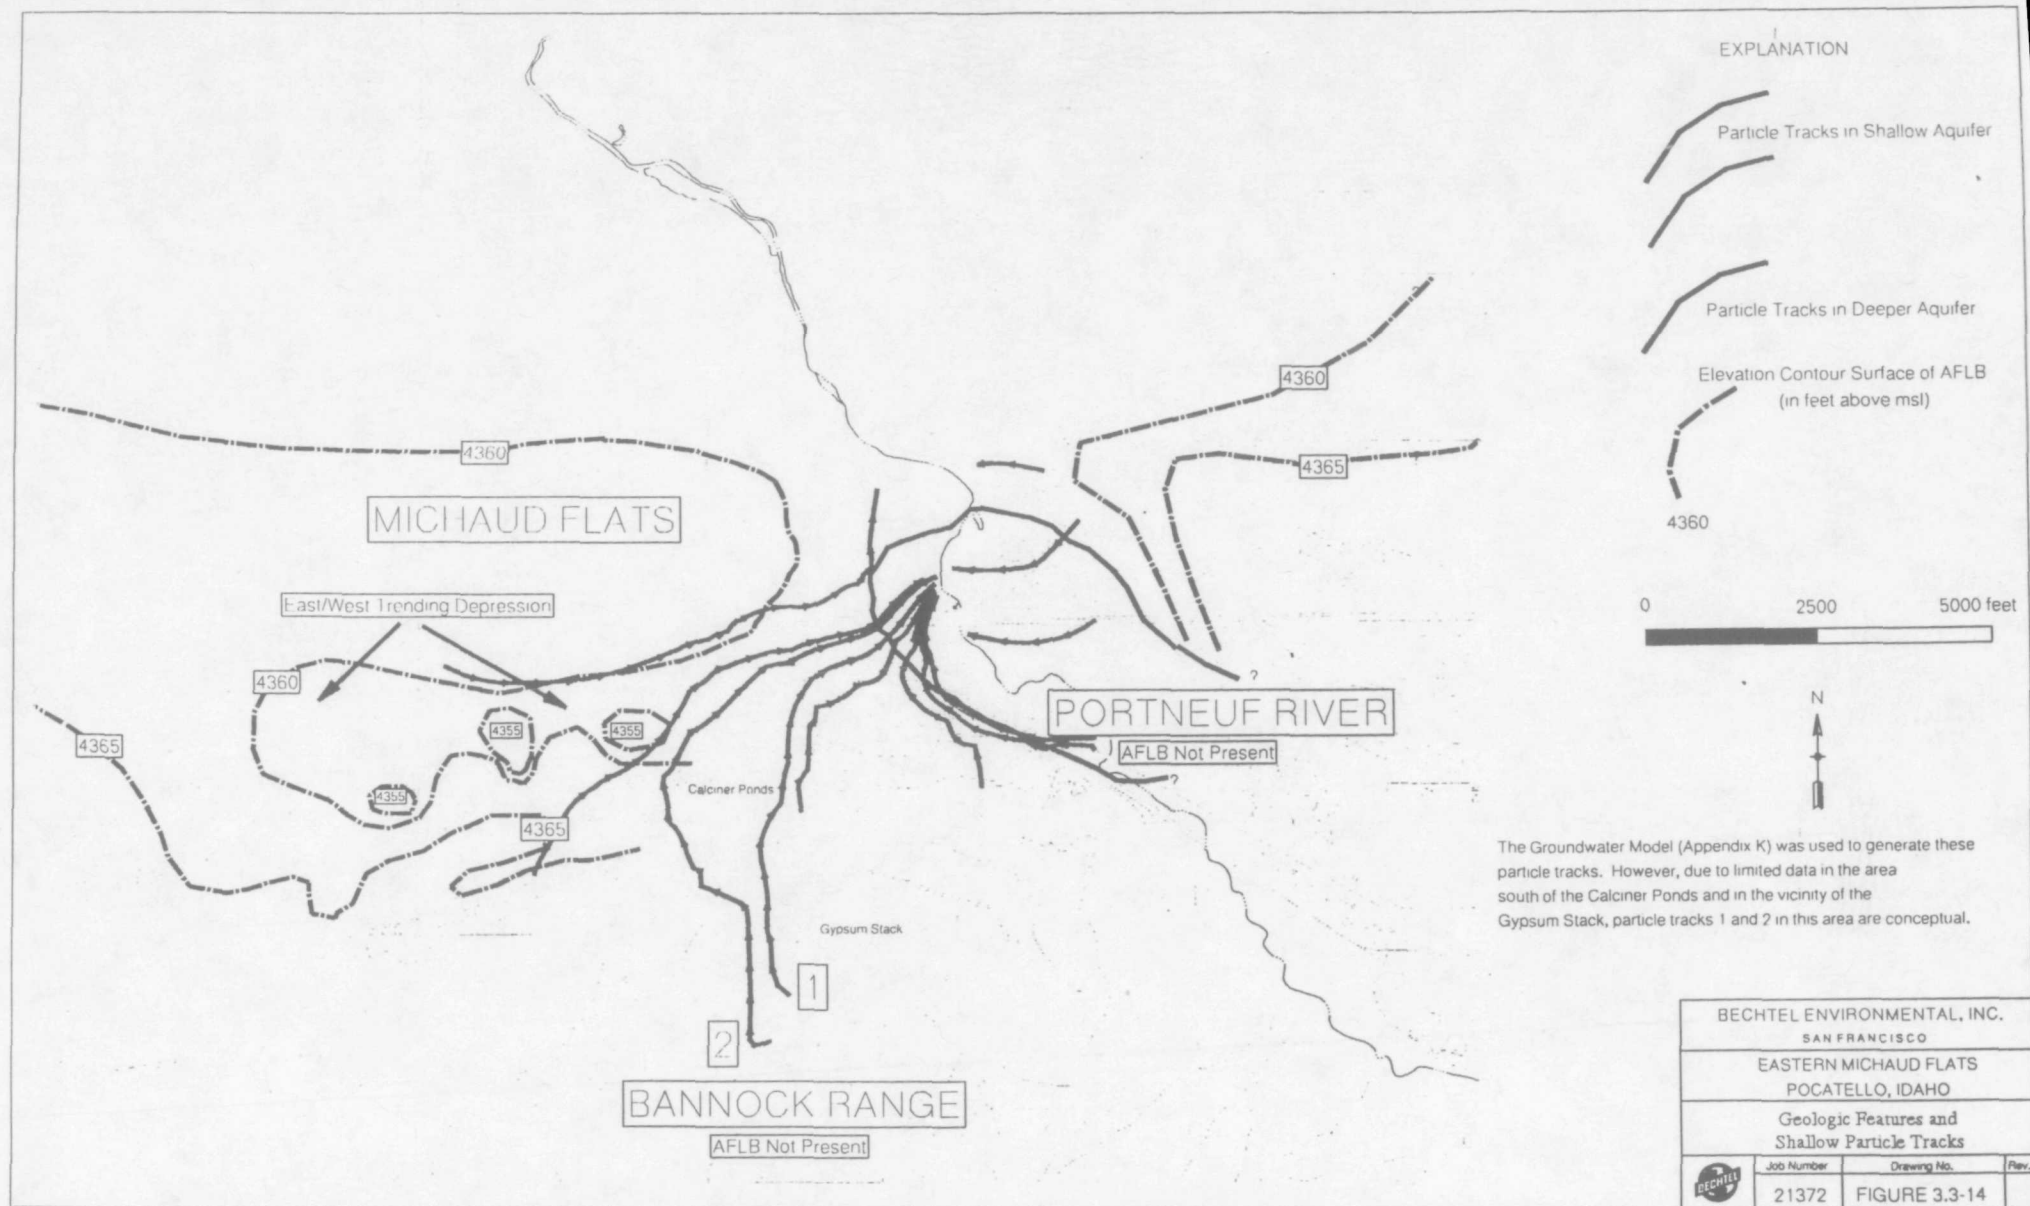 EXPLANATION
Particle Tracks in Shallow Aquifer
Particle Tracks in Deeper Aquifer
Elevation Contour Surface of AFLB
(in feet above msl)
4360
0 2500 5000 feet
N
4360
4365
4360
MICHAUD FLATS
East/West Trending Depression
4360
4355
4355
4355
4365
4365
Calciner Ponds
?
PORTNEUF RIVER
AFLB Not Present
?
Gypsum Stack
1
2
BANNOCK RANGE
AFLB Not Present
The Groundwater Model (Appendix K) was used to generate these
particle tracks. However, due to limited data in the area
south of the Calciner Ponds and in the vicinity of the
Gypsum Stack, particle tracks 1 and 2 in this area are conceptual.
BECHTEL ENVIRONMENTAL, INC.
SAN FRANCISCO
EASTERN MICHAUD FLATS
POCATELLO, IDAHO
Geologic Features and
Shallow Particle Tracks
BECHTEL
Job Number Drawing No. Rev.
21372 FIGURE 3.3-14